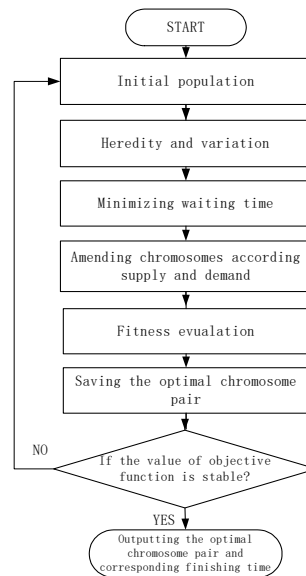 START
Initial population
Heredity and variation
Minimizing waiting time
Amending chromosomes according
supply and demand
Fitness evualation
Saving the optimal chromosome
pair
If the value of objective
function is stable?
NO
YES
Outputting the optimal
chromosome pair and
corresponding finishing time